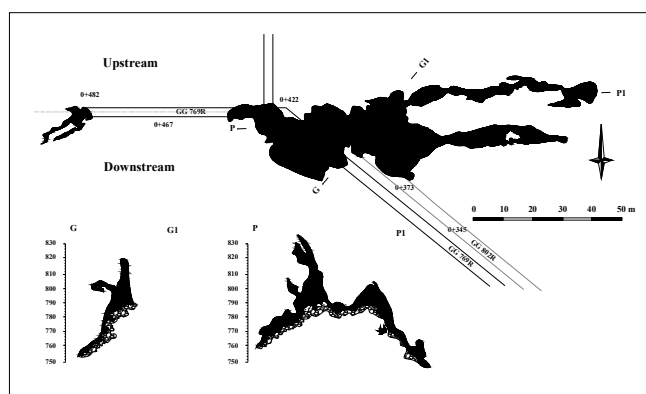 Upstream
G1
0+482
0+422
P1
GG 769R
0+467
P
Downstream
G
0+373
0 10 20 30 40 50 m
0+345
GG 802R
GG 769R
G G1 P P1
830 830
820 820
810 810
800 800
790 790
780 780
770 770
760 760
750 750